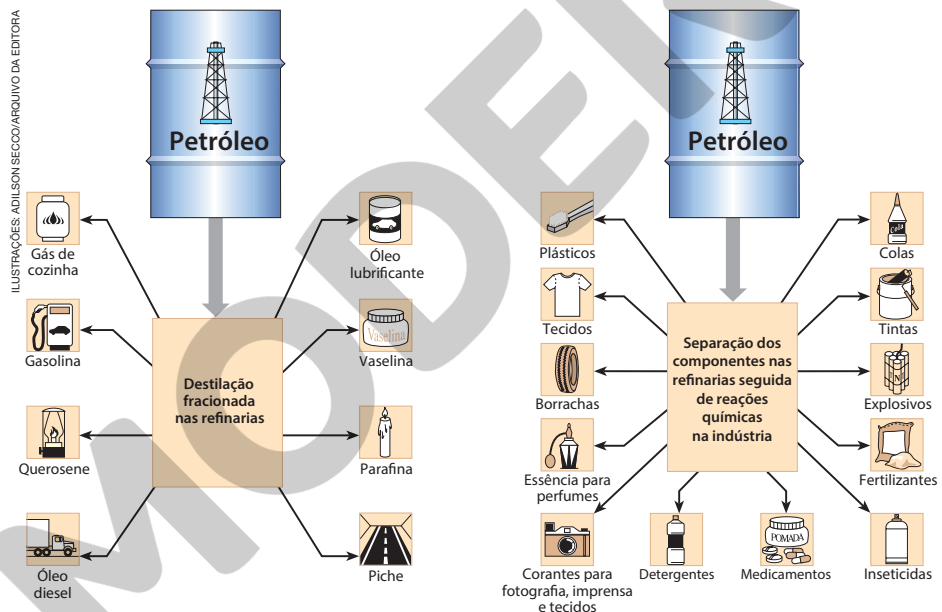 ILUSTRAÇÕES: ADILSON SECCO/ARQUIVO DA EDITORA
Petróleo
Gás de
cozinha
Gasolina
Querosene
Óleo
diesel
Destilação
fracionada
nas refinarias
Óleo
lubrificante
Vaselina
Vaselina
Parafina
Piche
Petróleo
Plásticos
Tecidos
Borrachas
Essência para
perfumes
Corantes para
fotografia, imprensa
e tecidos
Separação dos
componentes nas
refinarias seguida
de reações
químicas
na indústria
Detergentes
POMADA
Medicamentos
Cola
Colas
Tintas
Explosivos
Fertilizantes
Inseticidas
MODER